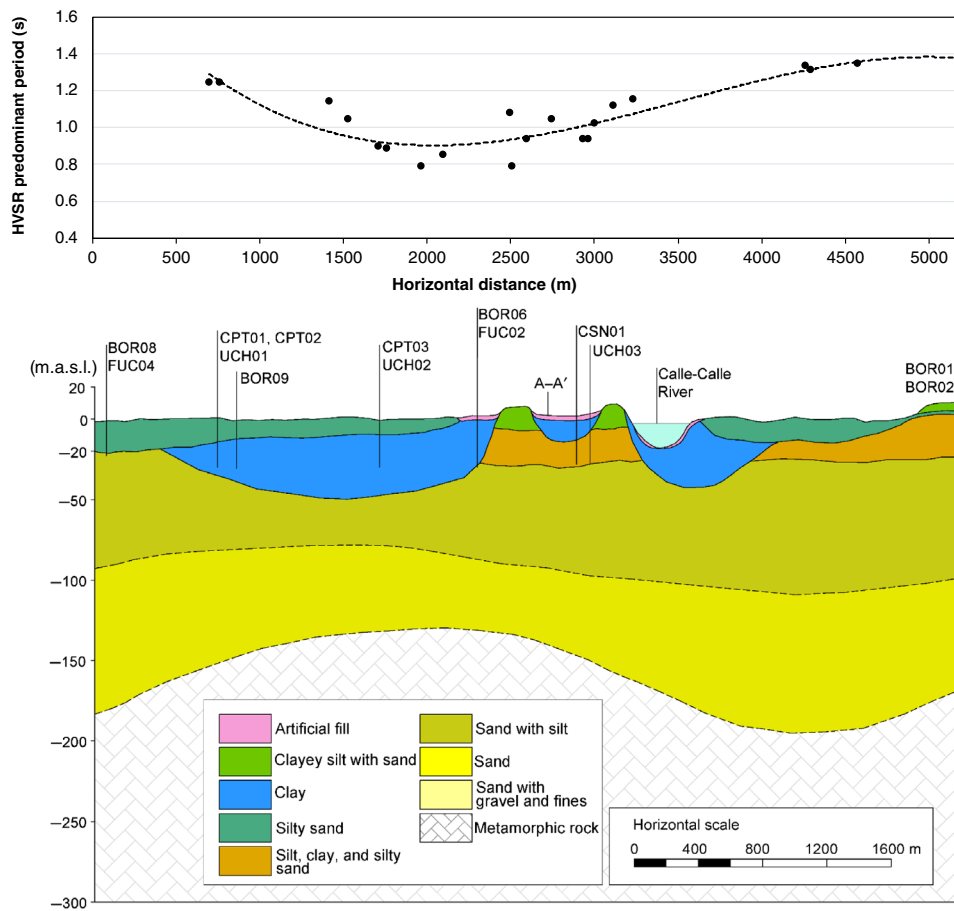 HVSR predominant period (s)
1.6
1.4
1.2
1.0
0.8
0.6
0.4
0 500 1000 1500 2000 2500 3000 3500 4000 4500 5000
Horizontal distance (m)
BOR08
FUC04
CPT01, CPT02
UCH01
BOR09
CPT03
UCH02
BOR06
FUC02
A–A′
CSN01
UCH03
Calle-Calle
River
BOR01
BOR02
(m.a.s.l.)
20
0
–20
–50
–100
–150
–200
–250
–300
Artificial fill
Clayey silt with sand
Clay
Silty sand
Silt, clay, and silty
sand
Sand with silt
Sand
Sand with
gravel and fines
Metamorphic rock
Horizontal scale
0 400 800 1200 1600 m